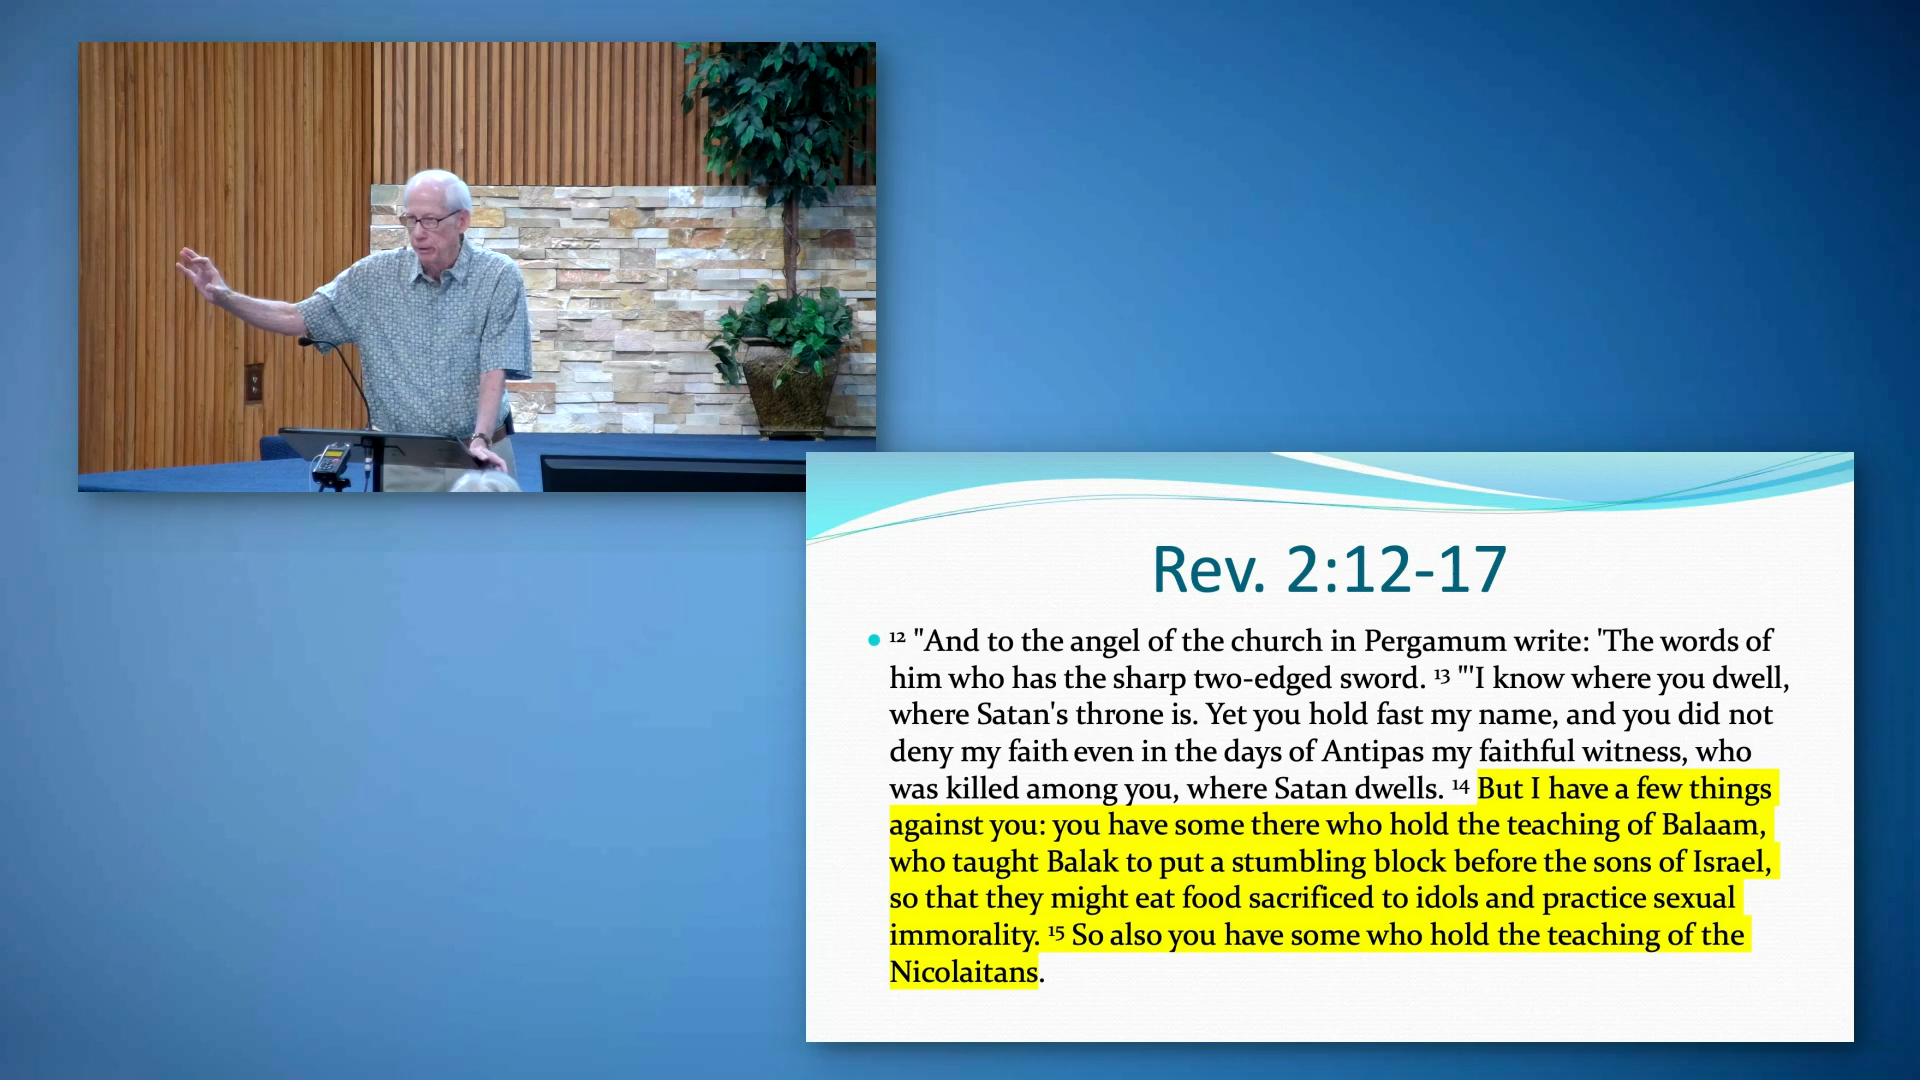 Rev. 2:12-17
• ¹² "And to the angel of the church in Pergamum write: 'The words of
him who has the sharp two-edged sword. ¹³ "'I know where you dwell,
where Satan's throne is. Yet you hold fast my name, and you did not
deny my faith even in the days of Antipas my faithful witness, who
was killed among you, where Satan dwells. ¹⁴ But I have a few things
against you: you have some there who hold the teaching of Balaam,
who taught Balak to put a stumbling block before the sons of Israel,
so that they might eat food sacrificed to idols and practice sexual
immorality. ¹⁵ So also you have some who hold the teaching of the
Nicolaitans.